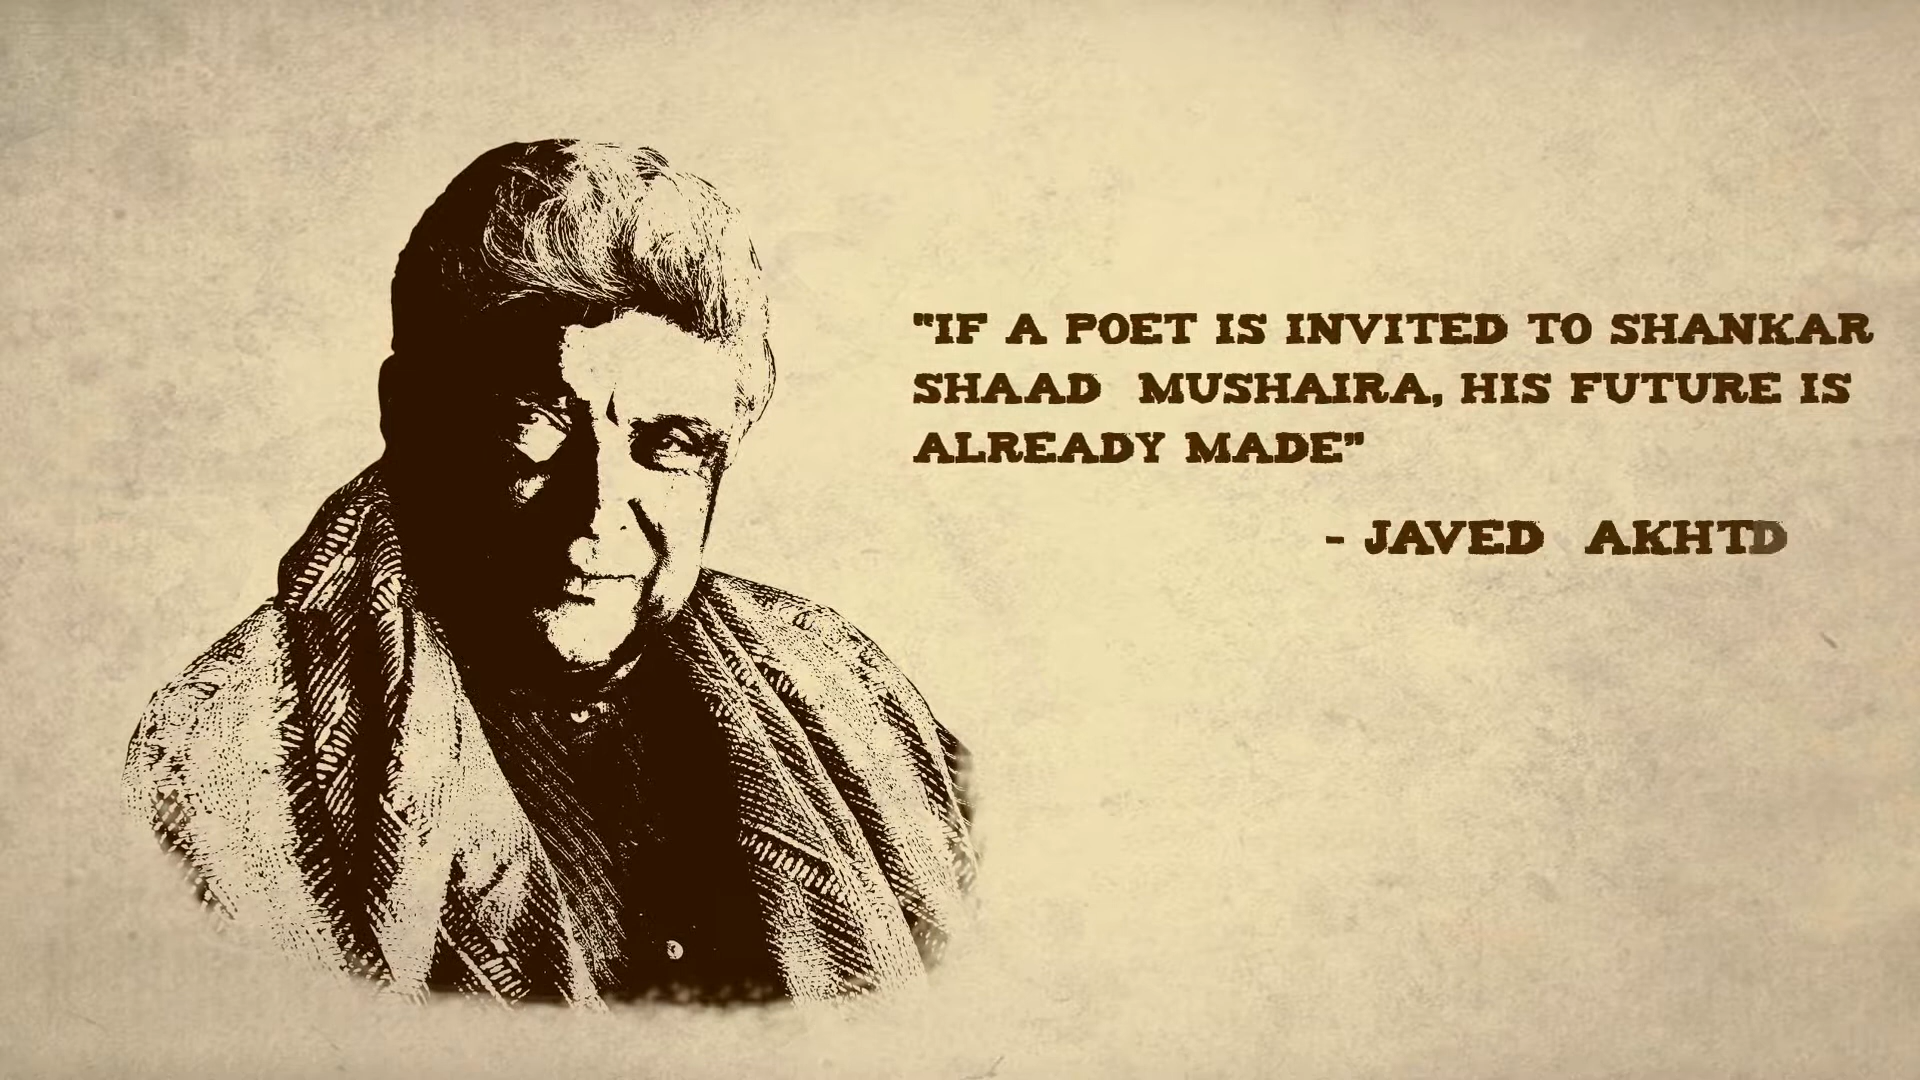 "IF A POET IS INVITED TO SHANKAR
SHAAD MUSHAIRA, HIS FUTURE IS
ALREADY MADE"
- JAVED AKHTD